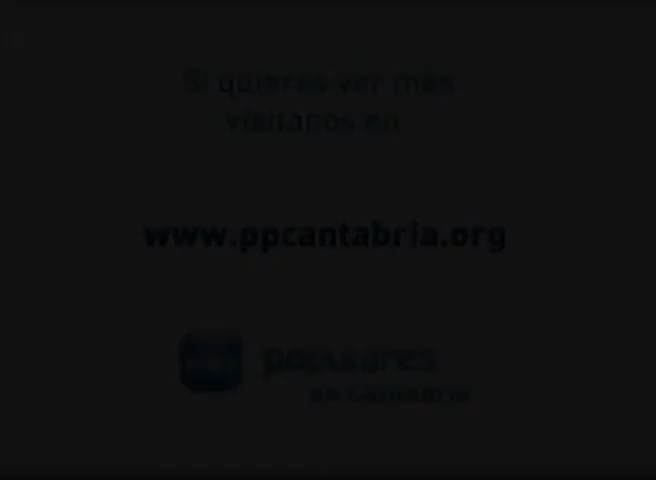 Si quieres ver más
visítanos en
www.ppcantabria.org
populares
de Cantabria